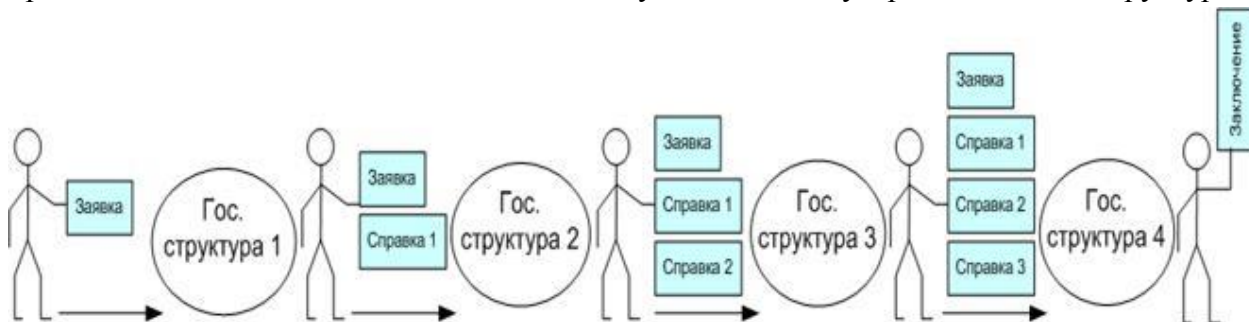 Заявка
Гос.
структура 1
Заявка
Справка 1
Гос.
структура 2
Заявка
Справка 1
Справка 2
Гос.
структура 3
Заявка
Справка 1
Справка 2
Справка 3
Гос.
структура 4
Заключение